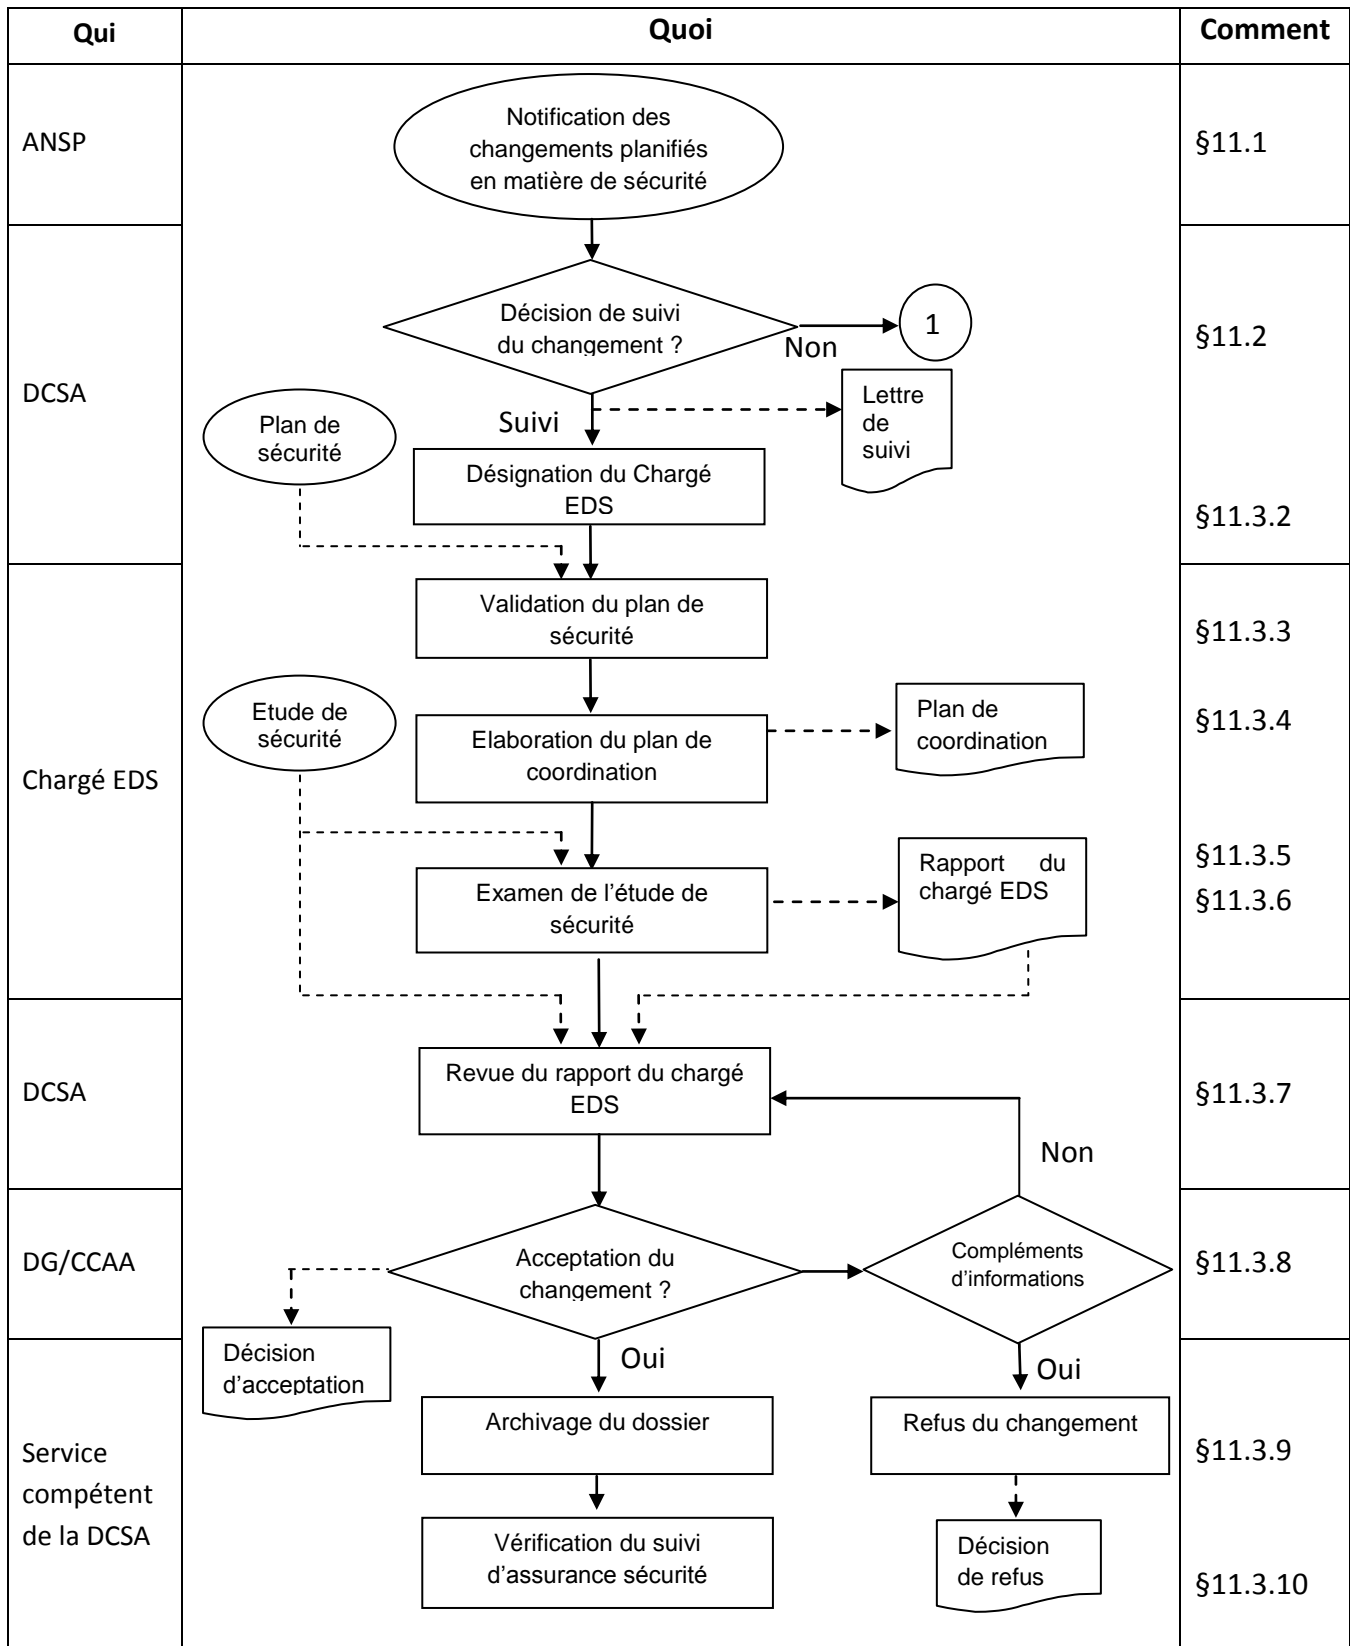 Qui
Quoi
Comment
ANSP
Notification des
changements planifiés
en matière de sécurité
§11.1
DCSA
Décision de suivi
du changement ?
Non
1
§11.2
Suivi
Lettre
de
suivi
Plan de
sécurité
Désignation du Chargé
EDS
§11.3.2
Chargé EDS
Validation du plan de
sécurité
§11.3.3
Etude de
sécurité
Elaboration du plan de
coordination
Plan de
coordination
§11.3.4
Examen de l’étude de
sécurité
Rapport du
chargé EDS
§11.3.5
§11.3.6
DCSA
Revue du rapport du chargé
EDS
§11.3.7
Non
DG/CCAA
Acceptation du
changement ?
Compléments
d’informations
§11.3.8
Décision
d’acceptation
Oui
Oui
Service
compétent
de la DCSA
Archivage du dossier
Refus du changement
§11.3.9
Vérification du suivi
d’assurance sécurité
Décision
de refus
§11.3.10